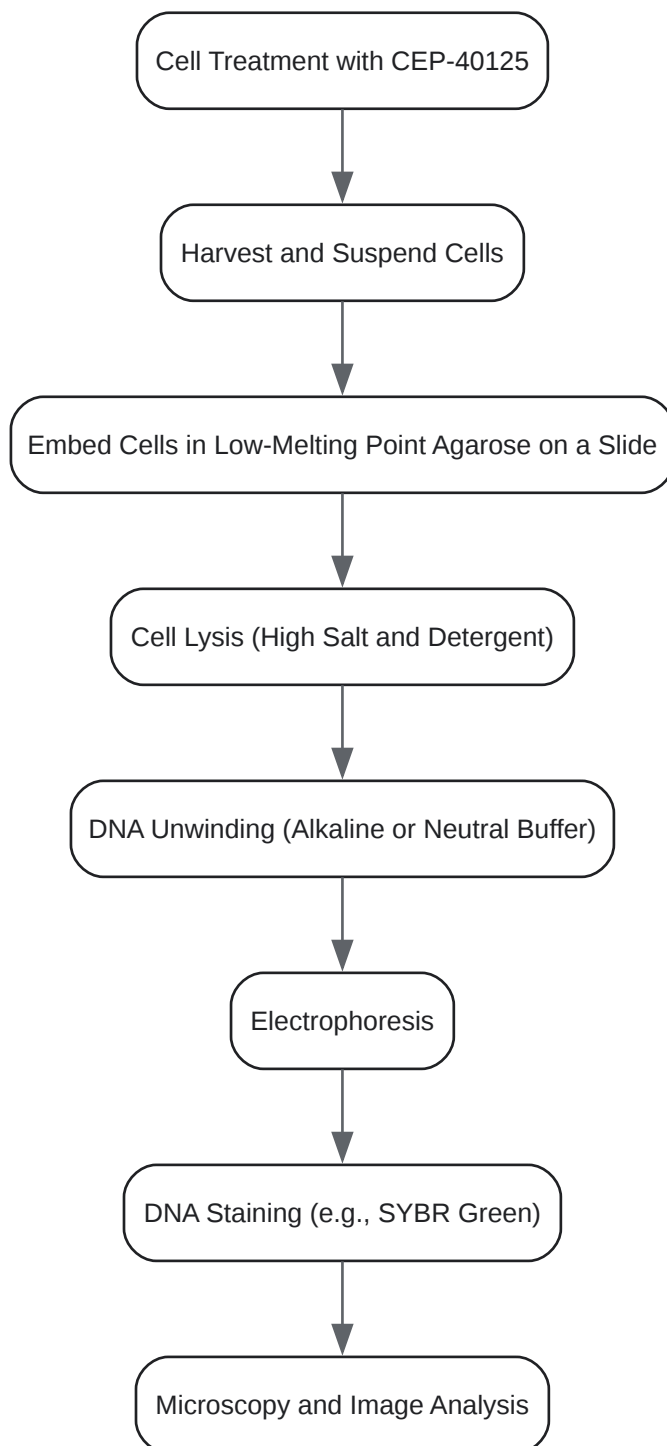 Cell Treatment with CEP-40125
Harvest and Suspend Cells
Embed Cells in Low-Melting Point Agarose on a Slide
Cell Lysis (High Salt and Detergent)
DNA Unwinding (Alkaline or Neutral Buffer)
Electrophoresis
DNA Staining (e.g., SYBR Green)
Microscopy and Image Analysis